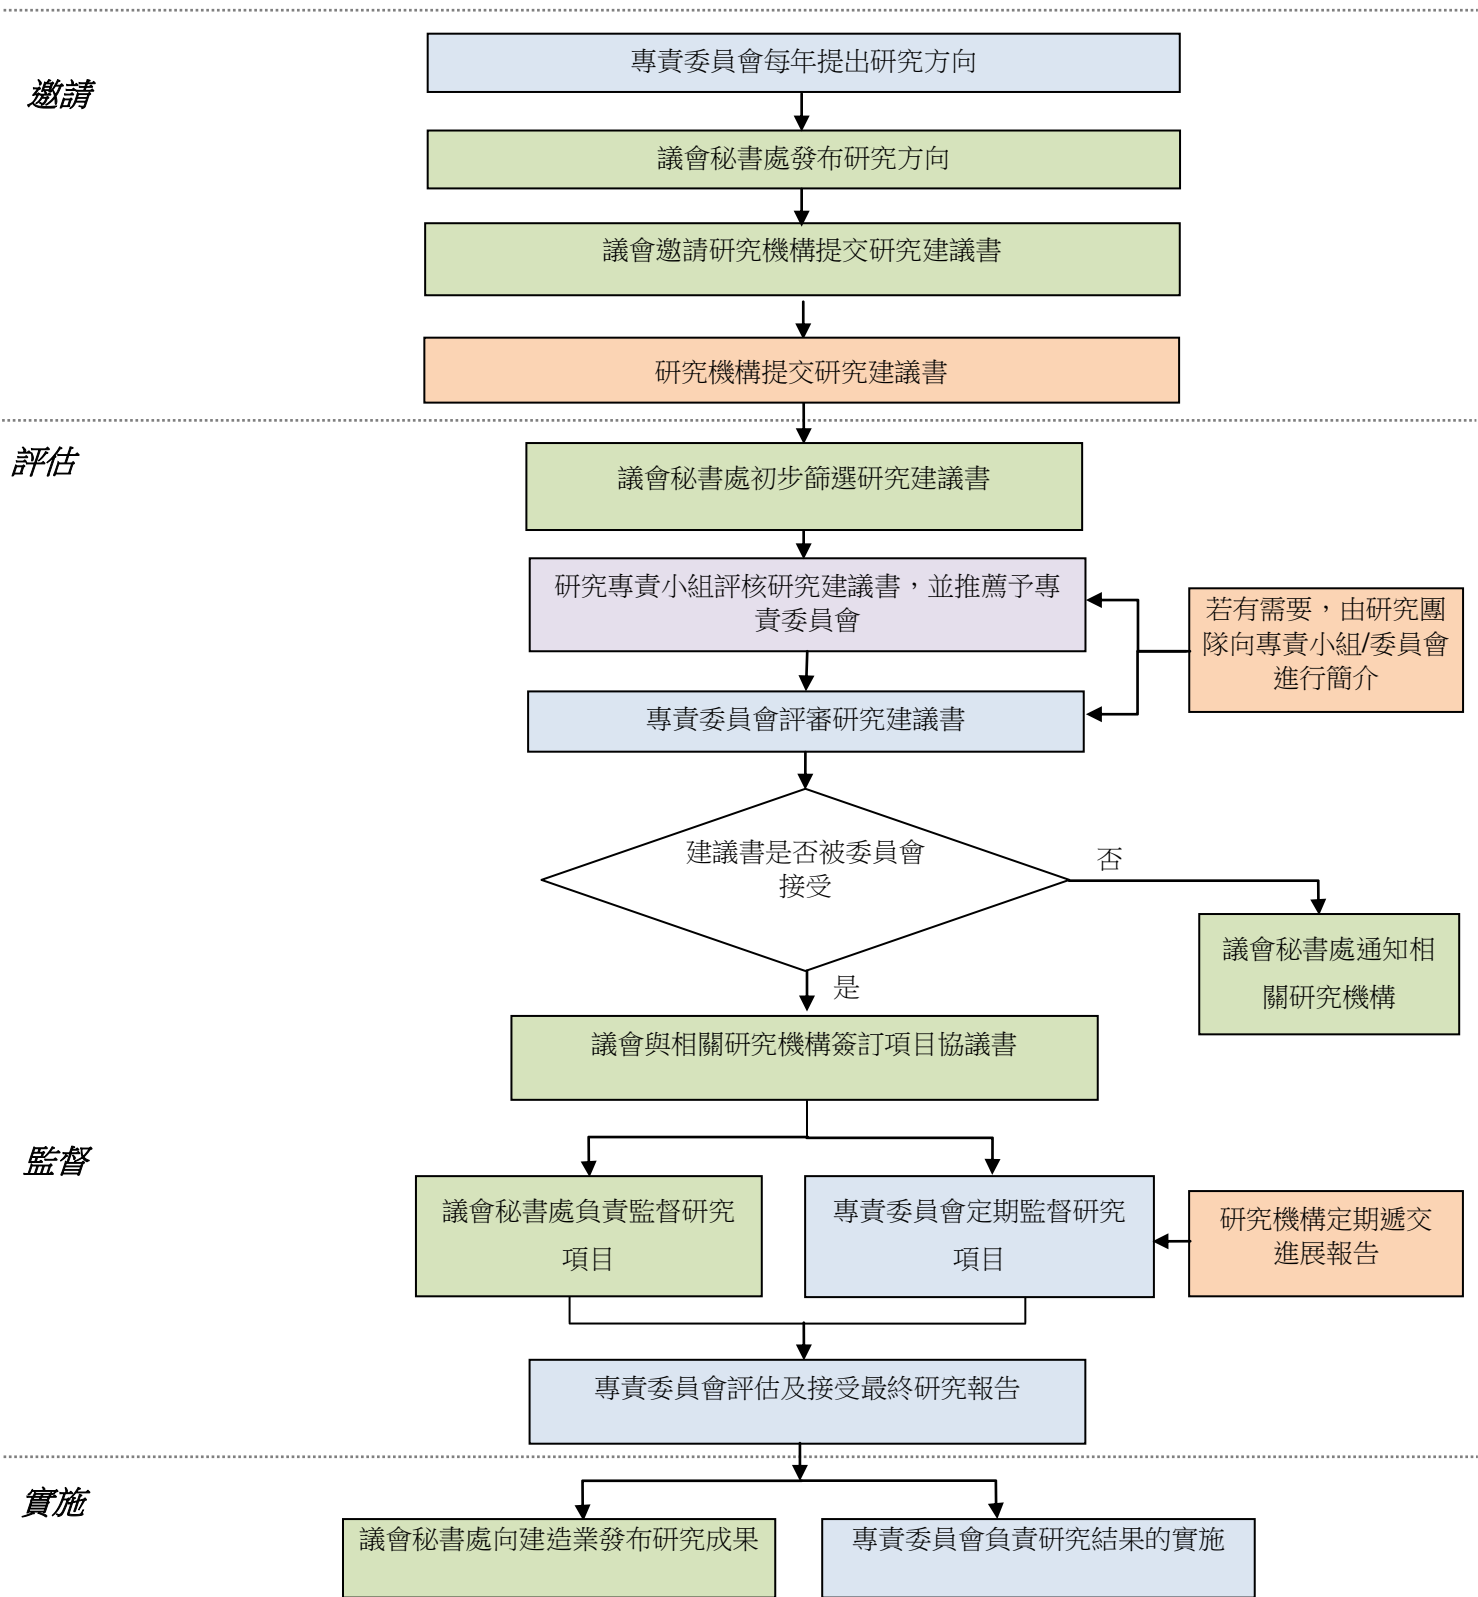 邀請
專責委員會每年提出研究方向
議會秘書處發布研究方向
議會邀請研究機構提交研究建議書
研究機構提交研究建議書
評估
議會秘書處初步篩選研究建議書
研究專責小組評核研究建議書，並推薦予專
責委員會
若有需要，由研究團
隊向專責小組/委員會
進行簡介
專責委員會評審研究建議書
建議書是否被委員會
接受
否
議會秘書處通知相
關研究機構
是
議會與相關研究機構簽訂項目協議書
監督
議會秘書處負責監督研究
項目
專責委員會定期監督研究
項目
研究機構定期遞交
進展報告
專責委員會評估及接受最終研究報告
實施
議會秘書處向建造業發布研究成果
專責委員會負責研究結果的實施